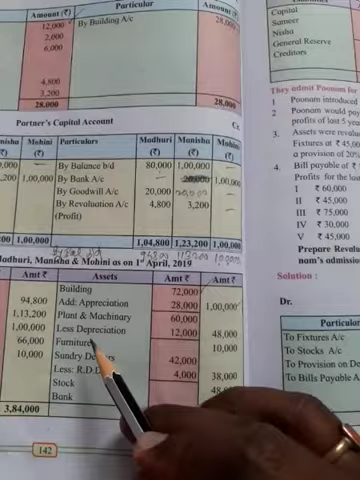 Amount (₹) Particular Amount (₹)
12,000 By Building A/c 28,000
2,000
6,000
4,800
3,200
28,000 28,000
Partner's Capital Account
Cr.
Mohini Particulars Madhuri Manisha Mohini
(₹) (₹) (₹) (₹) (₹)
By Balance b/d 80,000 1,00,000 —
1,00,000 By Bank A/c 1,00,000
By Goodwill A/c 20,000 20,000 —
By Revaluation A/c 4,800 3,200 —
(Profit)
1,00,000 1,04,800 1,23,200 1,00,000
Madhuri, Manisha & Mohini as on 1st April, 2019
Amt ₹ Assets Amt ₹ Amt ₹
Building 72,000
94,800 Add: Appreciation 28,000 1,00,000
1,13,200 Plant & Machinary 60,000
1,00,000 Less Depreciation 12,000 48,000
66,000 Furniture 10,000
10,000 Sundry 42,000
Less: R.D.D 4,000 38,000
Stock
Bank
3,84,000
142
Capital
Sameer
Nisha
General Reserve
Creditors
They admit Poonam for
1 Poonam introduced
2 Poonam would pay
profits of last 5 year
3. Assets were revalu
Fixtures at ₹ 45,00
a provision of 20%
4. Bill payable of ₹
Profits for the la
I ₹ 60,000
II ₹ 45,000
III ₹ 75,000
IV ₹ 30,000
V ₹ 45,000
Prepare Revalu
nam's admissio
Solution :
Dr.
Particular
To Fixtures A/c
To Stocks A/c
To Provision on De
To Bills Payable A